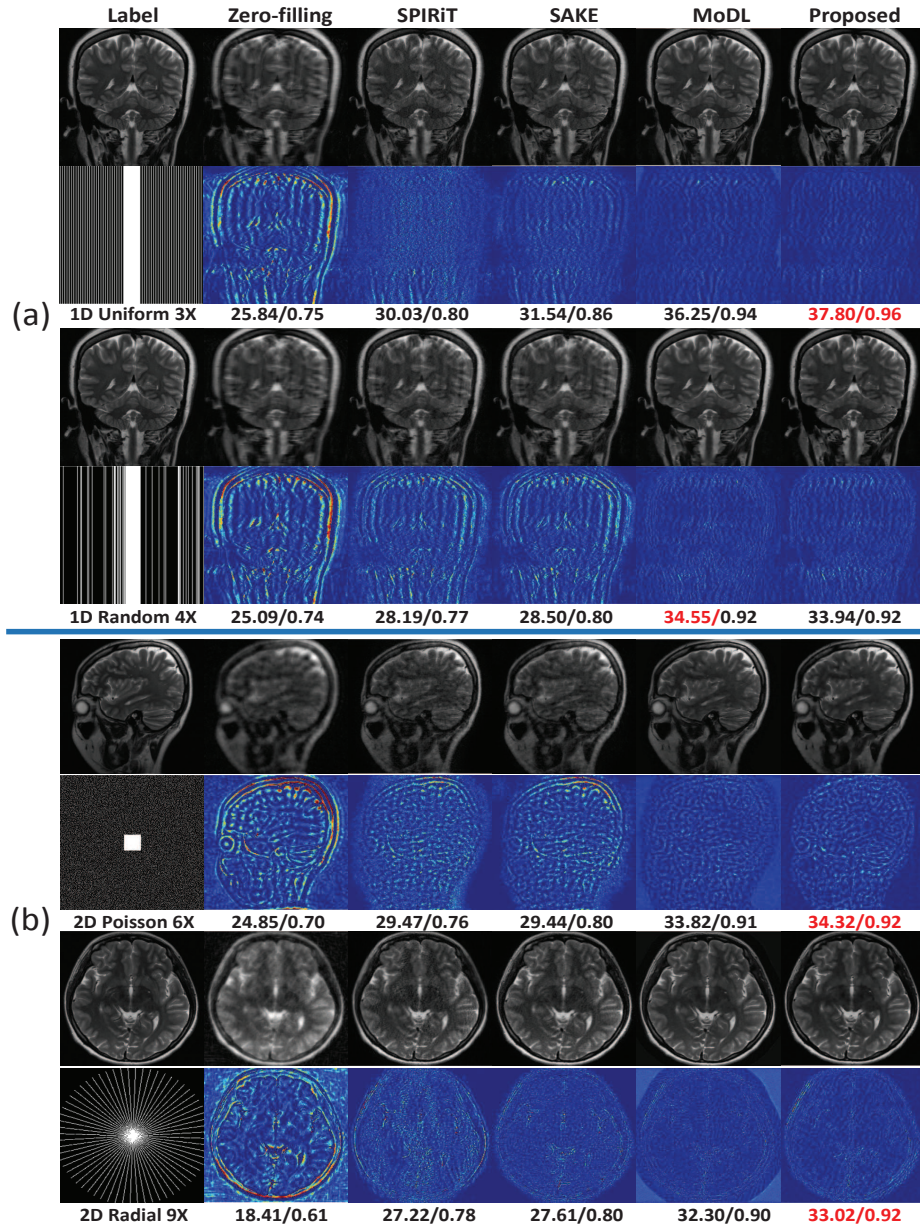 Label Zero-filling SPIRiT SAKE MoDL Proposed
1D Uniform 3X 25.84/0.75 30.03/0.80 31.54/0.86 36.25/0.94 37.80/0.96
(a)
1D Random 4X 25.09/0.74 28.19/0.77 28.50/0.80 34.55/0.92 33.94/0.92
2D Poisson 6X 24.85/0.70 29.47/0.76 29.44/0.80 33.82/0.91 34.32/0.92
(b)
2D Radial 9X 18.41/0.61 27.22/0.78 27.61/0.80 32.30/0.90 33.02/0.92